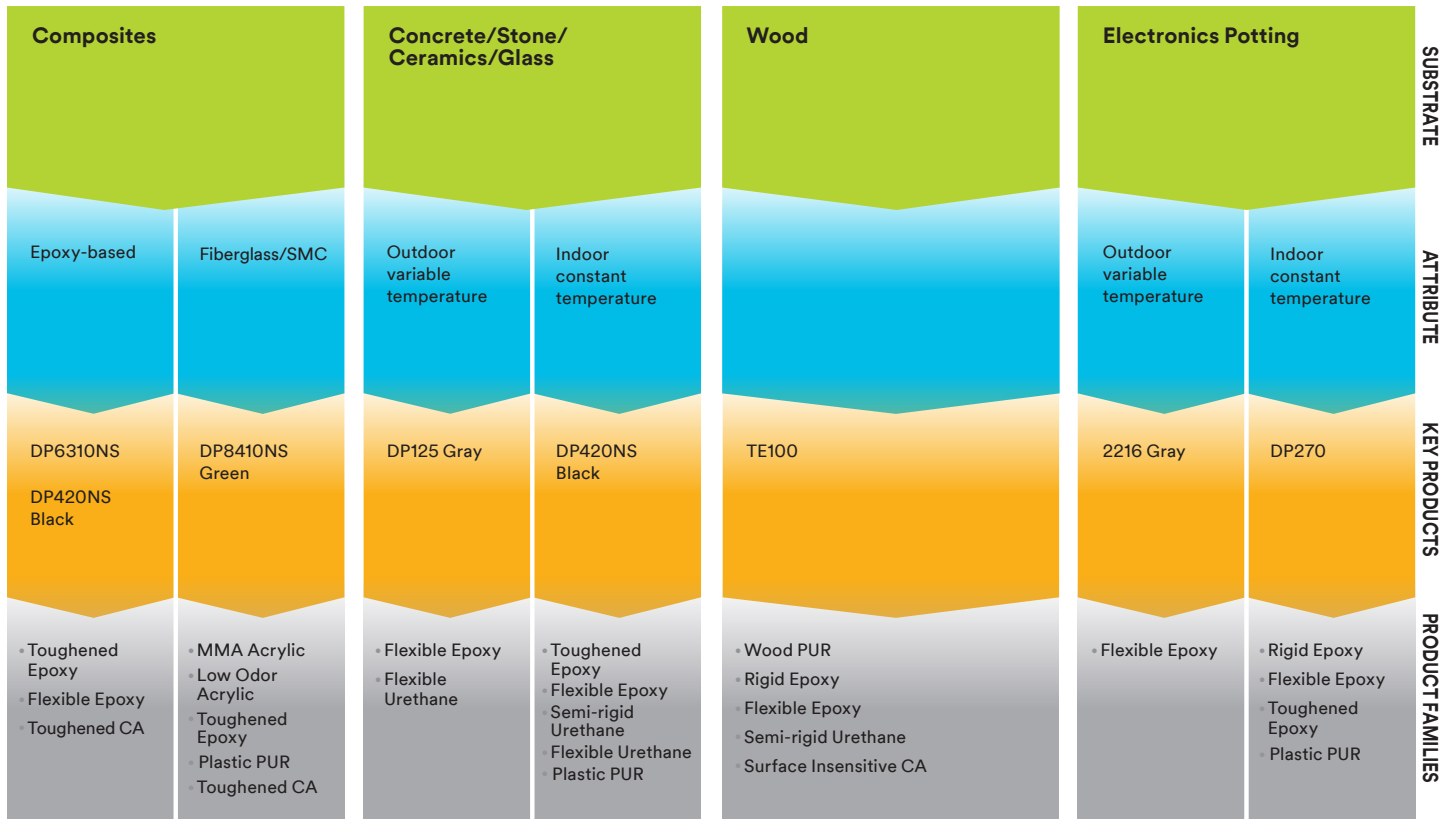 Composites
Concrete/Stone/
Ceramics/Glass
Wood
Electronics Potting
SUBSTRATE
Epoxy-based
Fiberglass/SMC
Outdoor
variable
temperature
Indoor
constant
temperature
Outdoor
variable
temperature
Indoor
constant
temperature
ATTRIBUTE
DP6310NS
DP420NS
Black
DP8410NS
Green
DP125 Gray
DP420NS
Black
TE100
2216 Gray
DP270
KEY PRODUCTS
• Toughened
Epoxy
• Flexible Epoxy
• Toughened CA
• MMA Acrylic
• Low Odor
Acrylic
• Toughened
Epoxy
• Plastic PUR
• Toughened CA
• Flexible Epoxy
• Flexible
Urethane
• Toughened
Epoxy
• Flexible Epoxy
• Semi-rigid
Urethane
• Flexible Urethane
• Plastic PUR
• Wood PUR
• Rigid Epoxy
• Flexible Epoxy
• Semi-rigid Urethane
• Surface Insensitive CA
• Flexible Epoxy
• Rigid Epoxy
• Flexible Epoxy
• Toughened
Epoxy
• Plastic PUR
PRODUCT FAMILIES